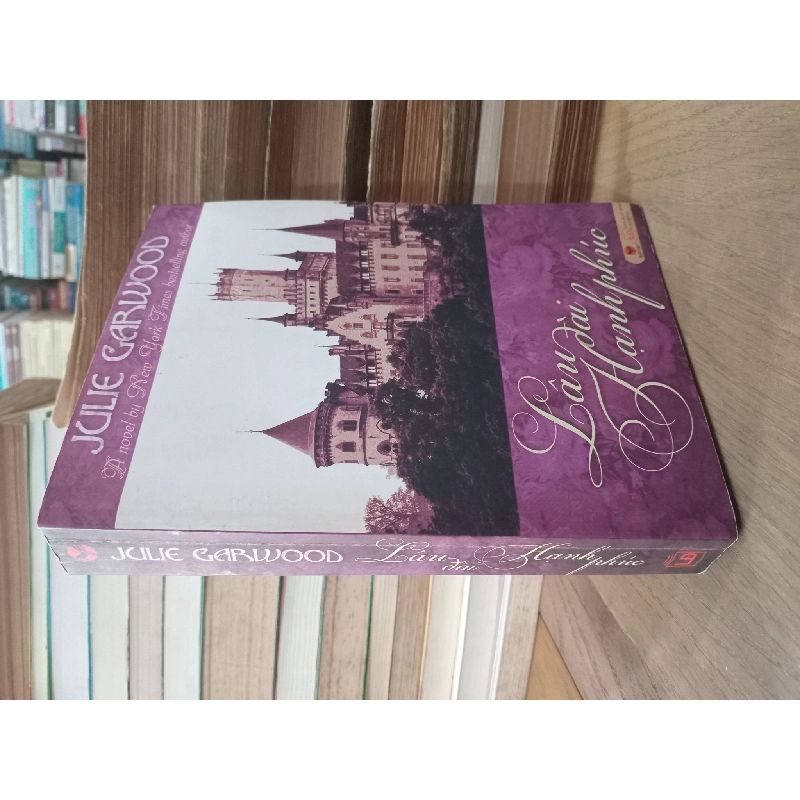 JULIE GARWOOD
A novel by New York Times bestselling author
Lâu đài
Hạnh phúc
JULIE GARWOOD Lâu đài Hạnh phúc